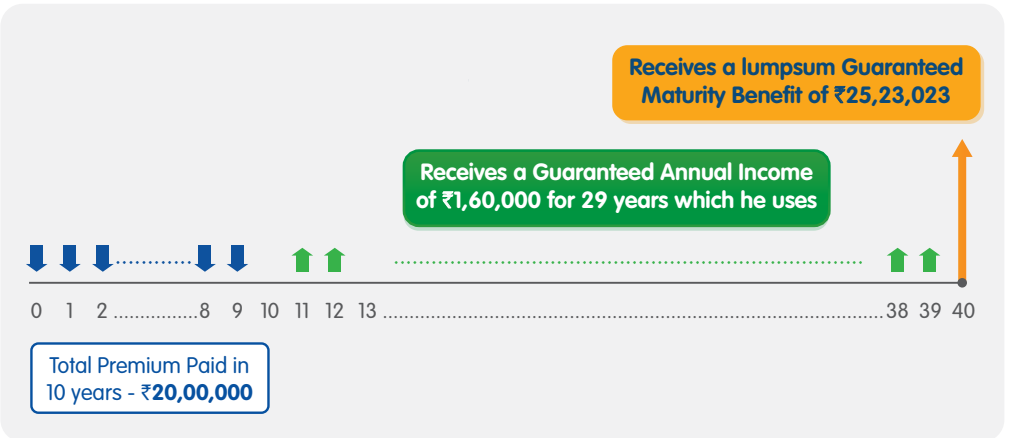 Receives a lumpsum Guaranteed
Maturity Benefit of ₹25,23,023
Receives a Guaranteed Annual Income
of ₹1,60,000 for 29 years which he uses
0 1 2 ............... 8 9 10 11 12 13 ............................................................ 38 39 40
Total Premium Paid in
10 years - ₹20,00,000